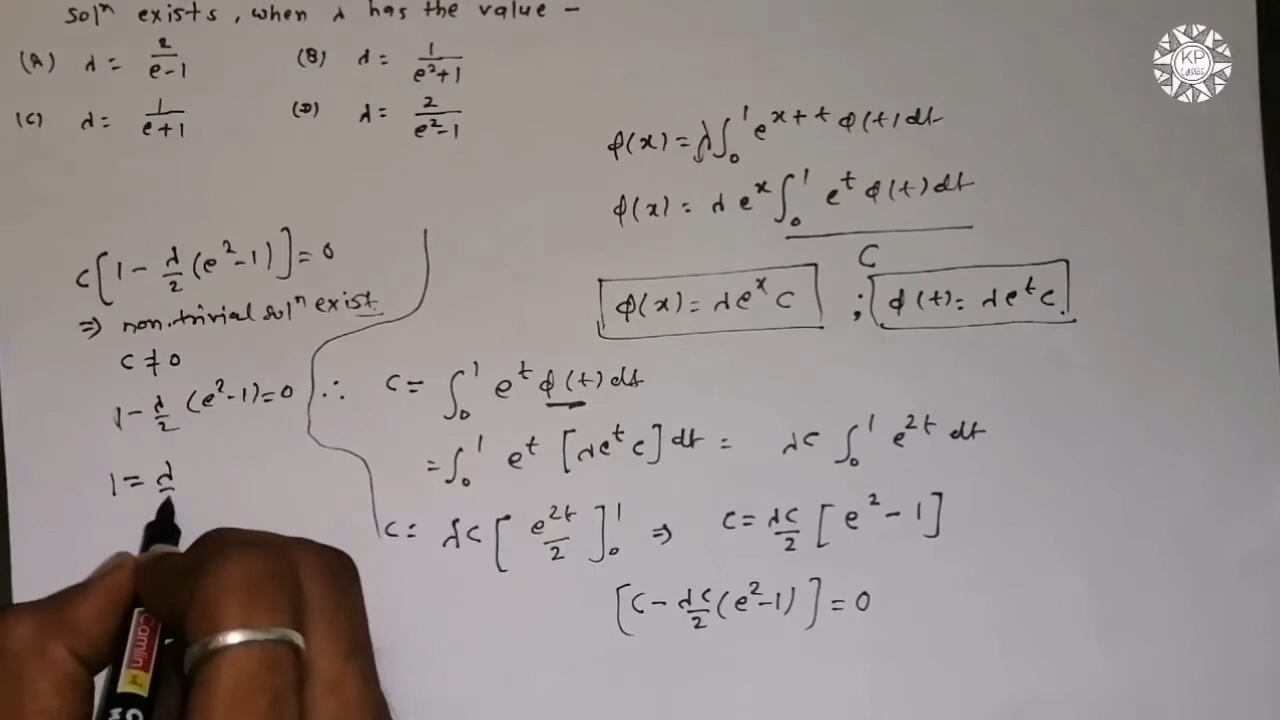 Solⁿ exists, when λ has the value –
(A) λ = 2/(e-1) (B) λ = 1/(e²+1)
(C) λ = 1/(e+1) (D) λ = 2/(e²-1)
ϕ(x) = λ∫₀¹ e^(x+t) ϕ(t) dt
ϕ(x) = λ e^x ∫₀¹ e^t ϕ(t) dt
C
ϕ(x) = λe^x C ; ϕ(t) = λe^t C
∴ C = ∫₀¹ e^t ϕ(t) dt
= ∫₀¹ e^t [λe^t C] dt = λC ∫₀¹ e^2t dt
C = λC [e^2t/2]₀¹ ⇒ C = λC/2 [e² - 1]
[C - λC/2 (e²-1)] = 0
C[1 - λ/2 (e²-1)] = 0
⇒ non.trivial solⁿ exist
C ≠ 0
1 - λ/2 (e²-1) = 0
1 = λ
KP
CLASSES
Camlin